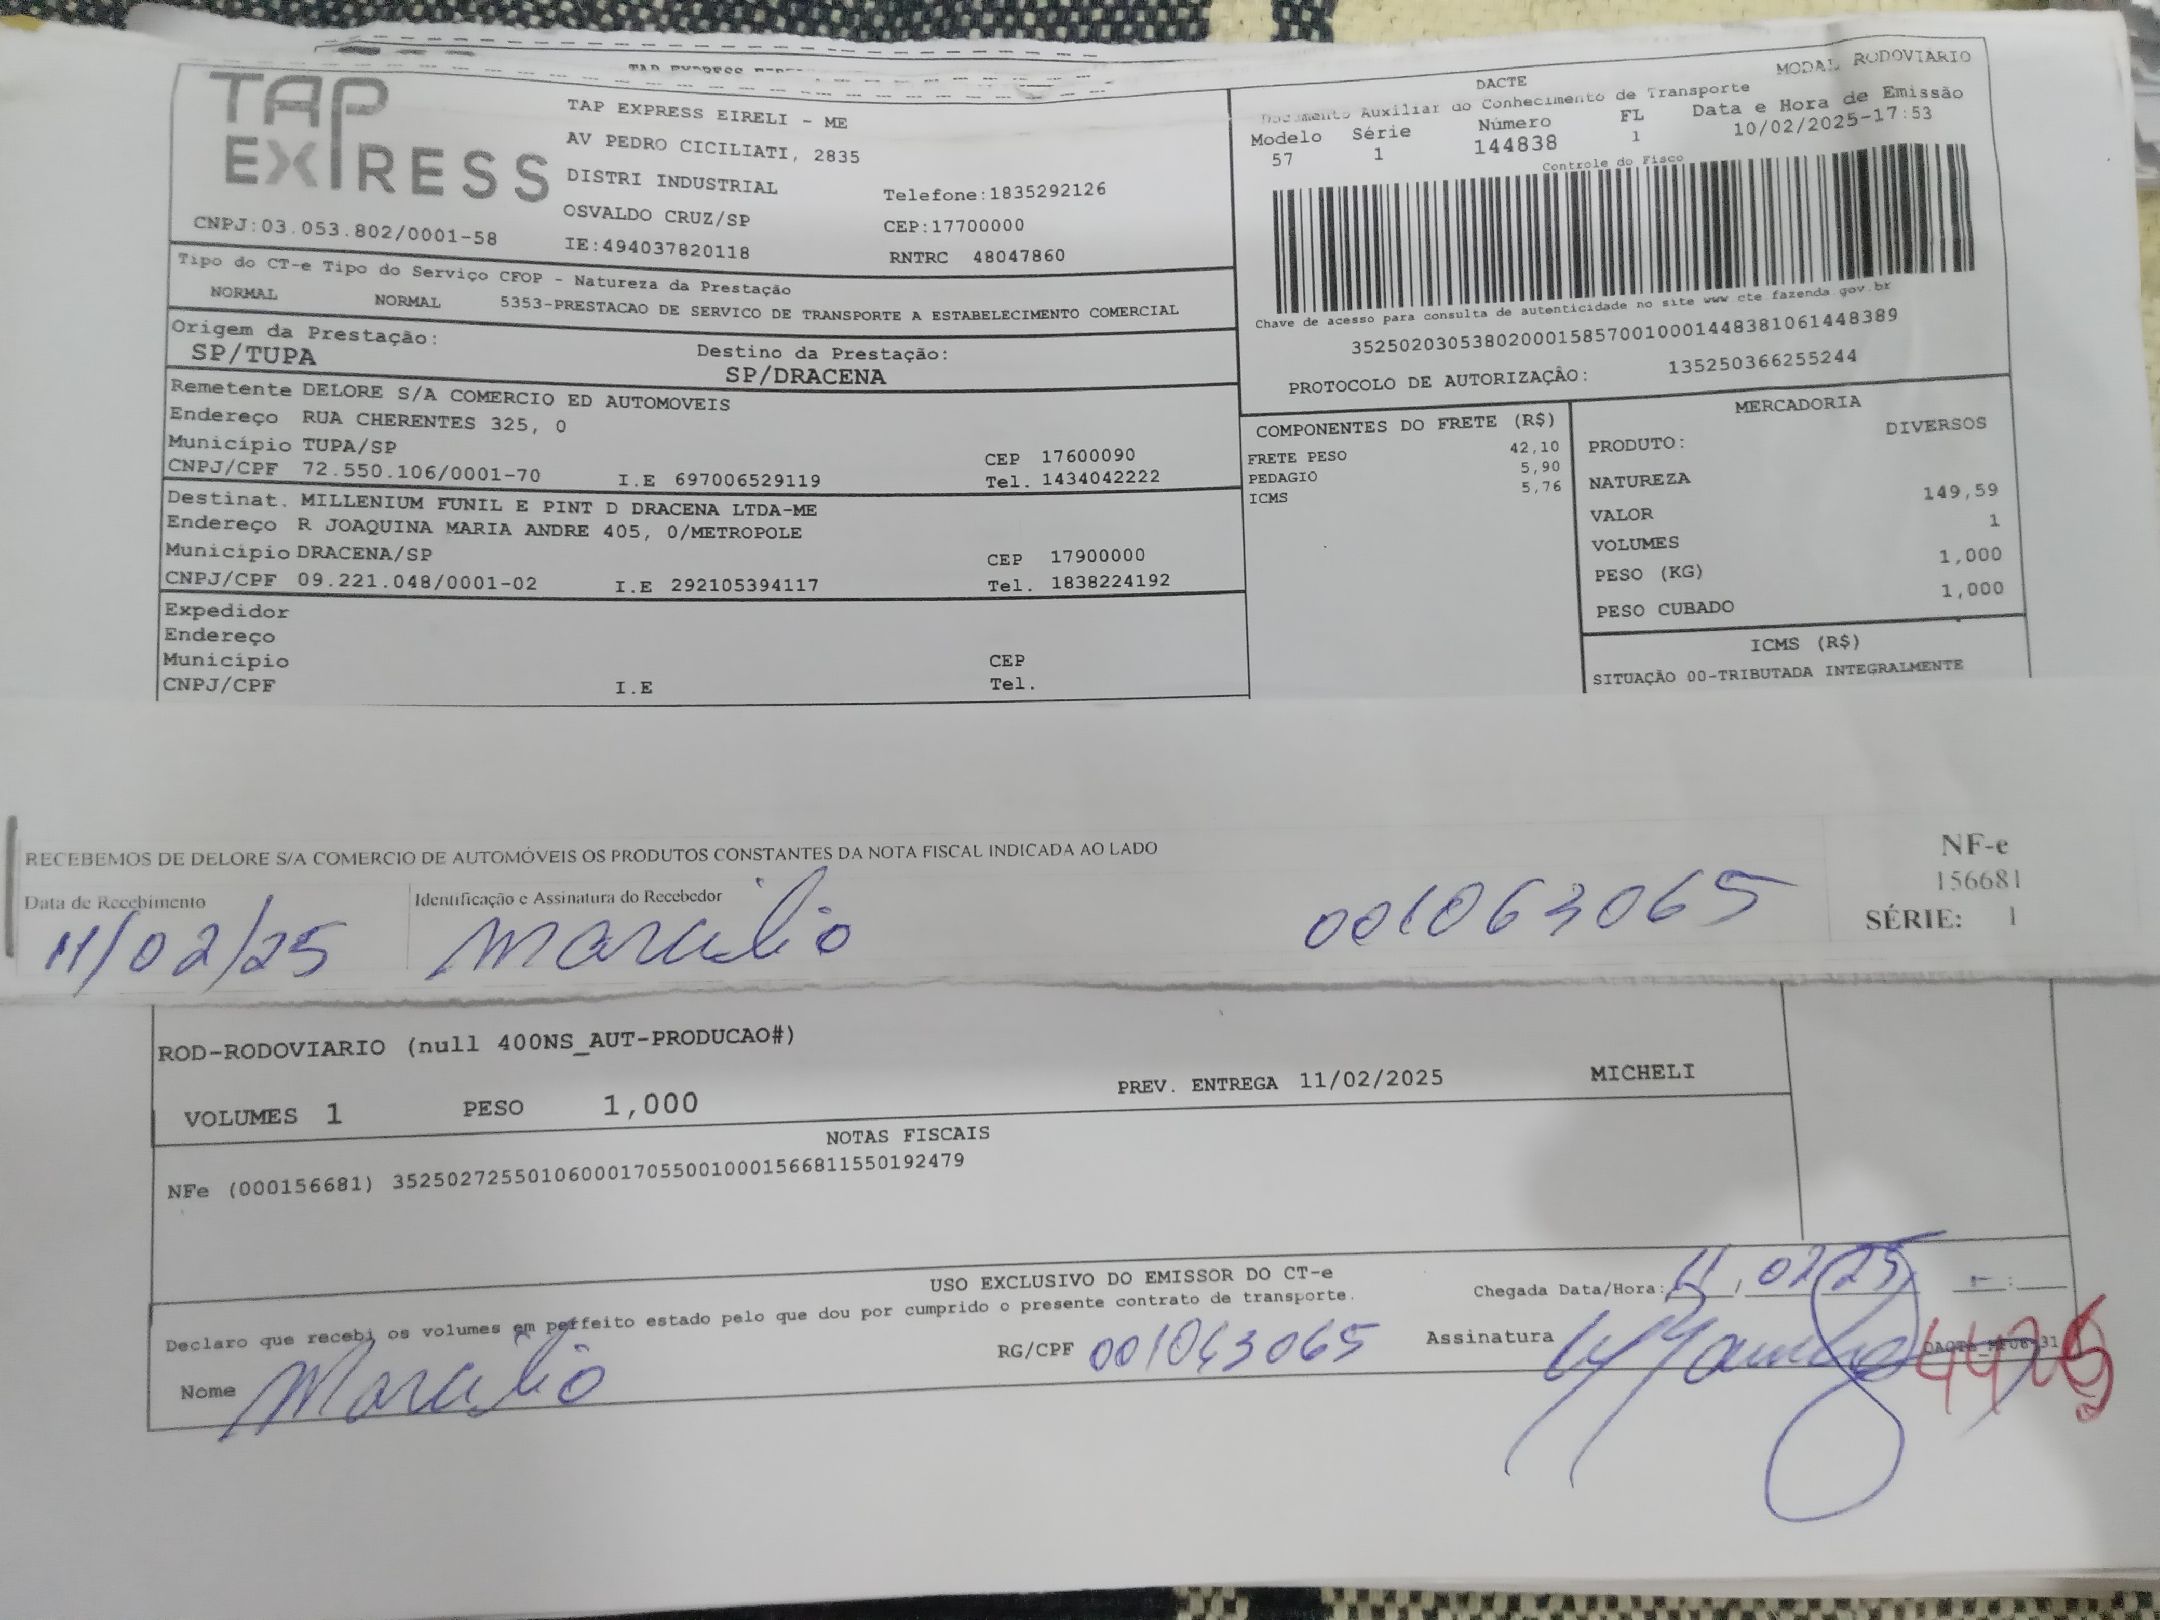 TAP EXPRESS
CNPJ:03.053.802/0001-58
TAP EXPRESS EIRELI - ME
AV PEDRO CICILIATI, 2835
DISTRI INDUSTRIAL Telefone:1835292126
OSVALDO CRUZ/SP CEP:17700000
IE:494037820118 RNTRC 48047860
MODAL RODOVIARIO
DACTE
Documento Auxiliar do Conhecimento de Transporte
Modelo Série Número FL Data e Hora de Emissão
57 1 144838 1 10/02/2025-17:53
Controle do Fisco
Chave de acesso para consulta de autenticidade no site www.cte.fazenda.gov.br
35250203053802000158570010001448381061448389
PROTOCOLO DE AUTORIZAÇÃO: 135250366255244
Tipo do CT-e Tipo do Serviço CFOP - Natureza da Prestação
NORMAL NORMAL 5353-PRESTACAO DE SERVICO DE TRANSPORTE A ESTABELECIMENTO COMERCIAL
Origem da Prestação: Destino da Prestação:
SP/TUPA SP/DRACENA
Remetente DELORE S/A COMERCIO ED AUTOMOVEIS
Endereço RUA CHERENTES 325, 0
Município TUPA/SP CEP 17600090
CNPJ/CPF 72.550.106/0001-70 I.E 697006529119 Tel. 1434042222
Destinat. MILLENIUM FUNIL E PINT D DRACENA LTDA-ME
Endereço R JOAQUINA MARIA ANDRE 405, 0/METROPOLE
Município DRACENA/SP CEP 17900000
CNPJ/CPF 09.221.048/0001-02 I.E 292105394117 Tel. 1838224192
Expedidor
Endereço
Município CEP
CNPJ/CPF I.E Tel.
COMPONENTES DO FRETE (R$)
FRETE PESO 42,10
PEDAGIO 5,90
ICMS 5,76
MERCADORIA
PRODUTO: DIVERSOS
NATUREZA
VALOR 149,59
VOLUMES 1
PESO (KG) 1,000
PESO CUBADO 1,000
ICMS (R$)
SITUAÇÃO 00-TRIBUTADA INTEGRALMENTE
RECEBEMOS DE DELORE S/A COMERCIO DE AUTOMÓVEIS OS PRODUTOS CONSTANTES DA NOTA FISCAL INDICADA AO LADO
Data de Recebimento Identificação e Assinatura do Recebedor
11/02/25 Marcilio 001063065
NF-e
156681
SÉRIE: 1
ROD-RODOVIARIO (null 400NS_AUT-PRODUCAO#)
VOLUMES 1 PESO 1,000 PREV. ENTREGA 11/02/2025 MICHELI
NOTAS FISCAIS
NFe (000156681) 35250272550106000170550010001566811550192479
USO EXCLUSIVO DO EMISSOR DO CT-e
Declaro que recebi os volumes em perfeito estado pelo que dou por cumprido o presente contrato de transporte.
Chegada Data/Hora: 11/02/25
Nome Marcilio RG/CPF 001063065 Assinatura